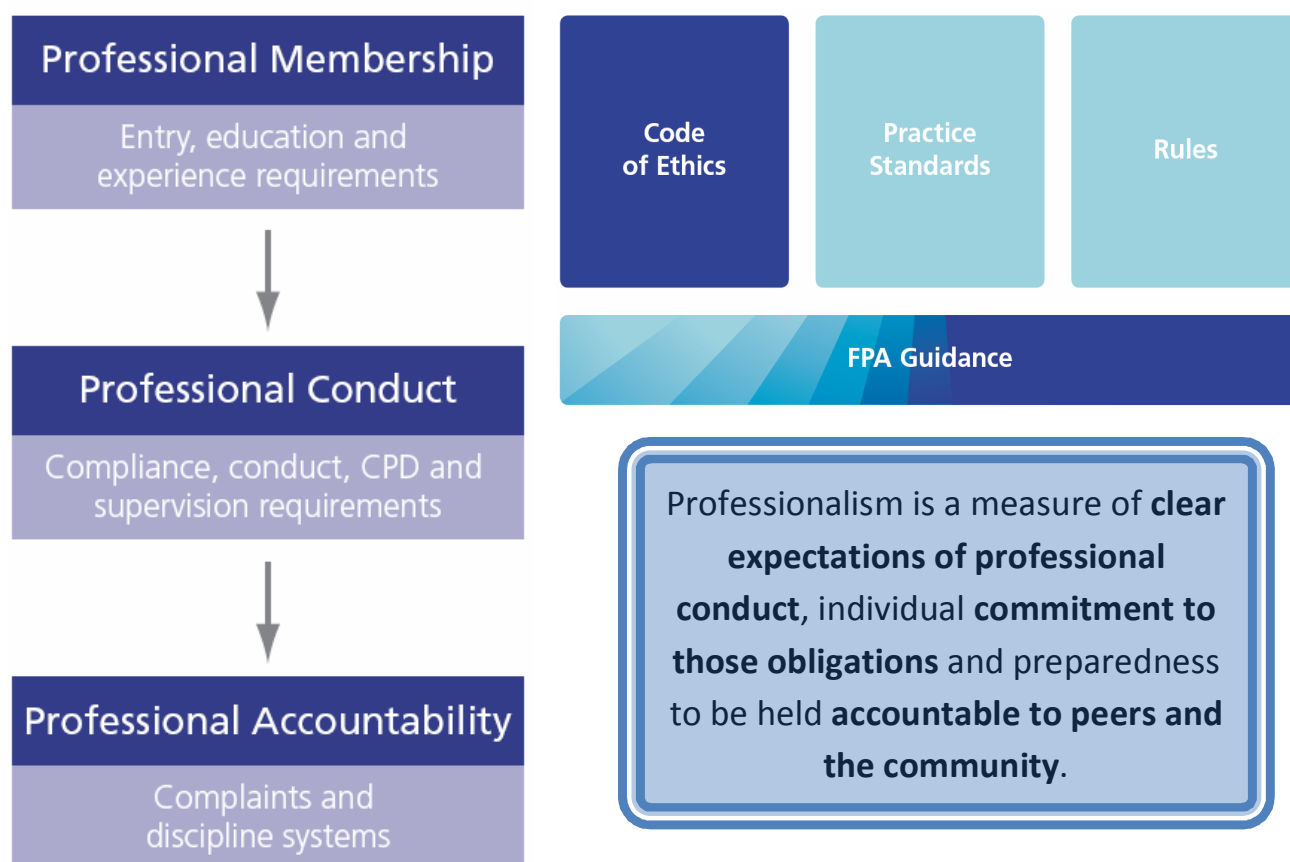 Professional Membership
Entry, education and
experience requirements
Professional Conduct
Compliance, conduct, CPD and
supervision requirements
Professional Accountability
Complaints and
discipline systems
Code
of Ethics
Practice
Standards
Rules
FPA Guidance
Professionalism is a measure of clear
expectations of professional
conduct, individual commitment to
those obligations and preparedness
to be held accountable to peers and
the community.